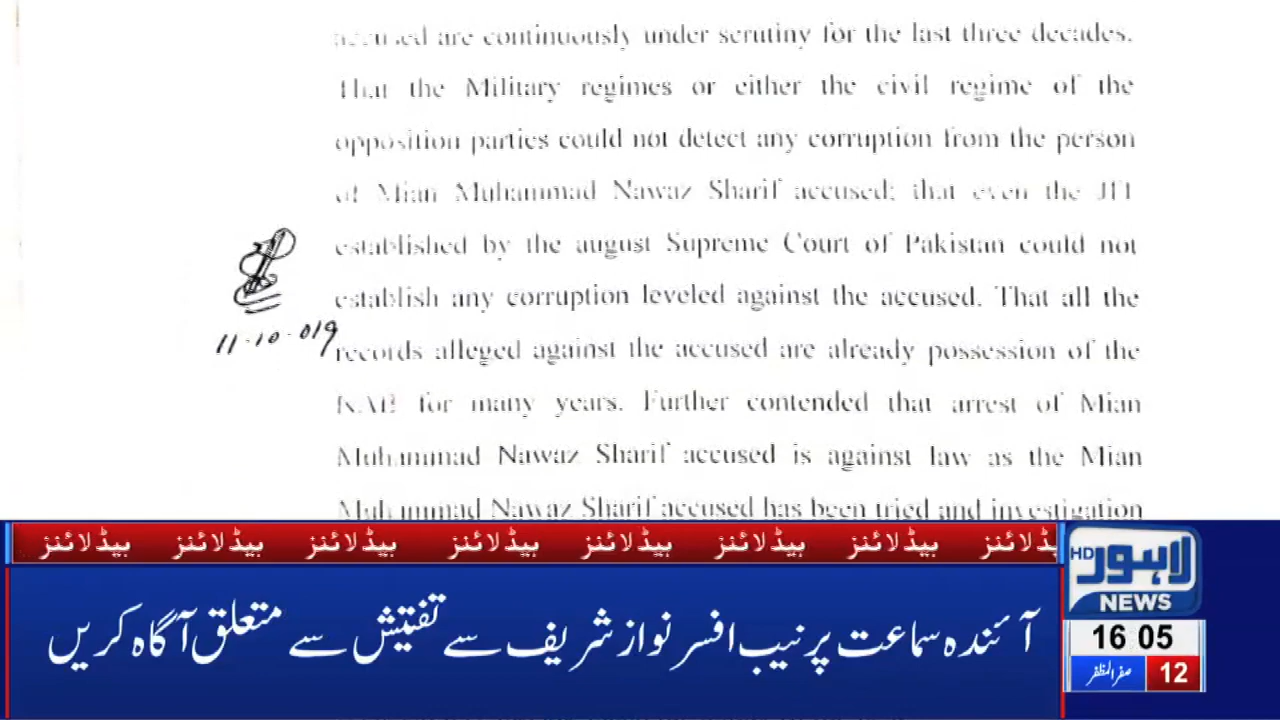 accused are continuously under scrutiny for the last three decades.
That the Military regimes or either the civil regime of the
opposition parties could not detect any corruption from the person
of Mian Muhammad Nawaz Sharif accused; that even the JIT
established by the august Supreme Court of Pakistan could not
establish any corruption leveled against the accused. That all the
11-10-019
records alleged against the accused are already possession of the
NAB for many years. Further contended that arrest of Mian
Muhammad Nawaz Sharif accused is against law as the Mian
Muhammad Nawaz Sharif accused has been tried and investigation
ہیڈلائنز ہیڈلائنز ہیڈلائنز ہیڈلائنز ہیڈلائنز ہیڈلائنز ہیڈلائنز ہیڈلائنز
آئندہ سماعت پر نیب افسر نواز شریف سے تفتیش سے متعلق آگاہ کریں
لاہور HD
NEWS
16 05
12 صفر المظفر